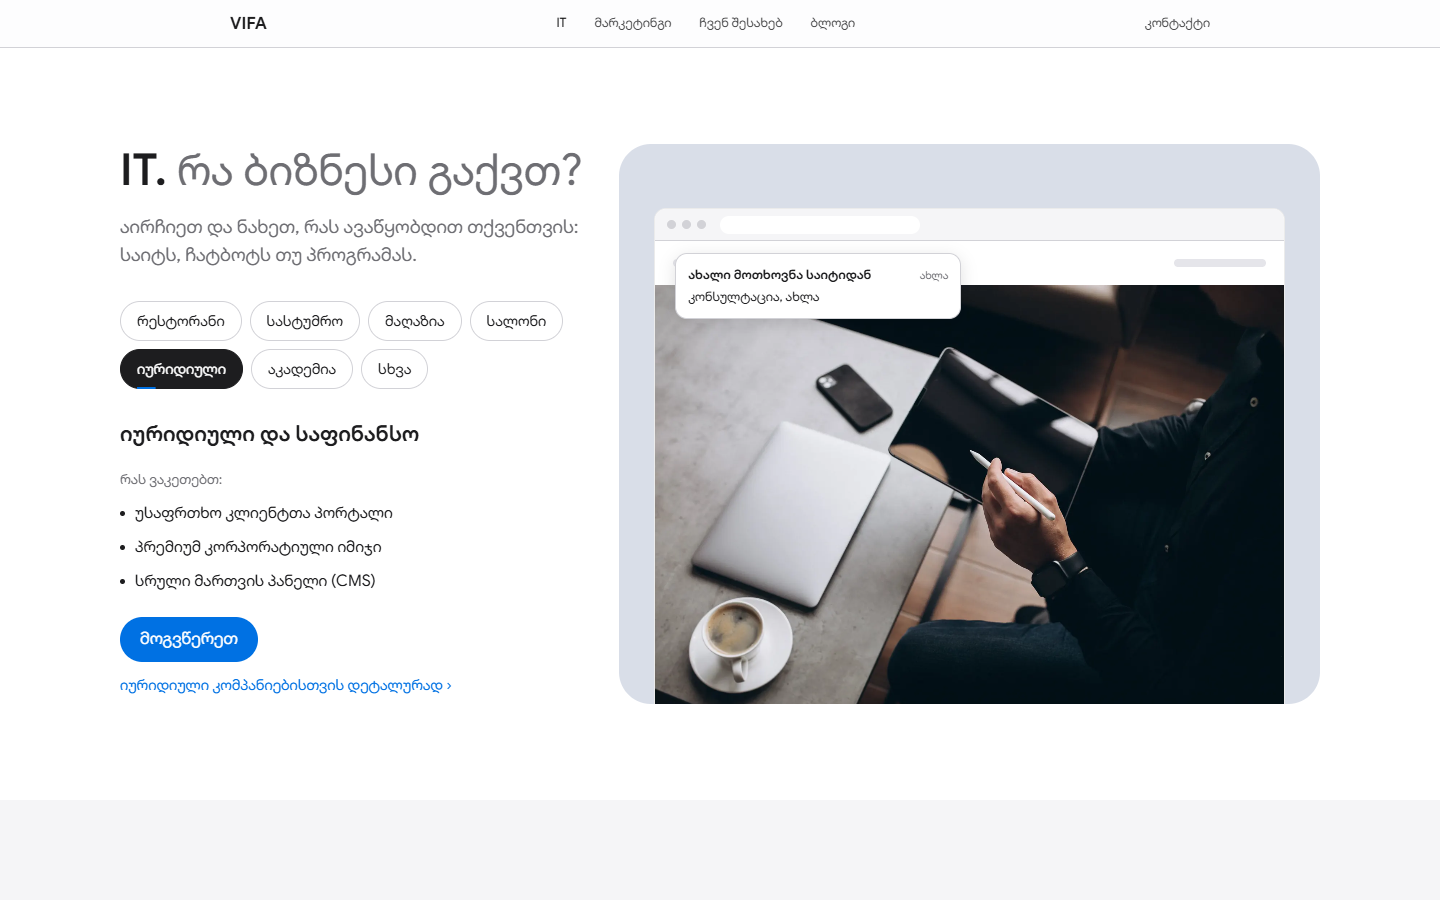 VIFA
IT
მარკეტინგი
ჩვენ შესახებ
ბლოგი
კონტაქტი
IT. რა ბიზნესი გაქვთ?
აირჩიეთ და ნახეთ, რას ავაწყობდით თქვენთვის:
საიტს, ჩატბოტს თუ პროგრამას.
რესტორანი
სასტუმრო
მაღაზია
სალონი
იურიდიული
აკადემია
სხვა
იურიდიული და საფინანსო
რას ვაკეთებთ:
• უსაფრთხო კლიენტთა პორტალი
• პრემიუმ კორპორატიული იმიჯი
• სრული მართვის პანელი (CMS)
მოგვწერეთ
იურიდიული კომპანიებისთვის დეტალურად ›
ახალი მოთხოვნა საიტიდან
ახლა
კონსულტაცია, ახლა